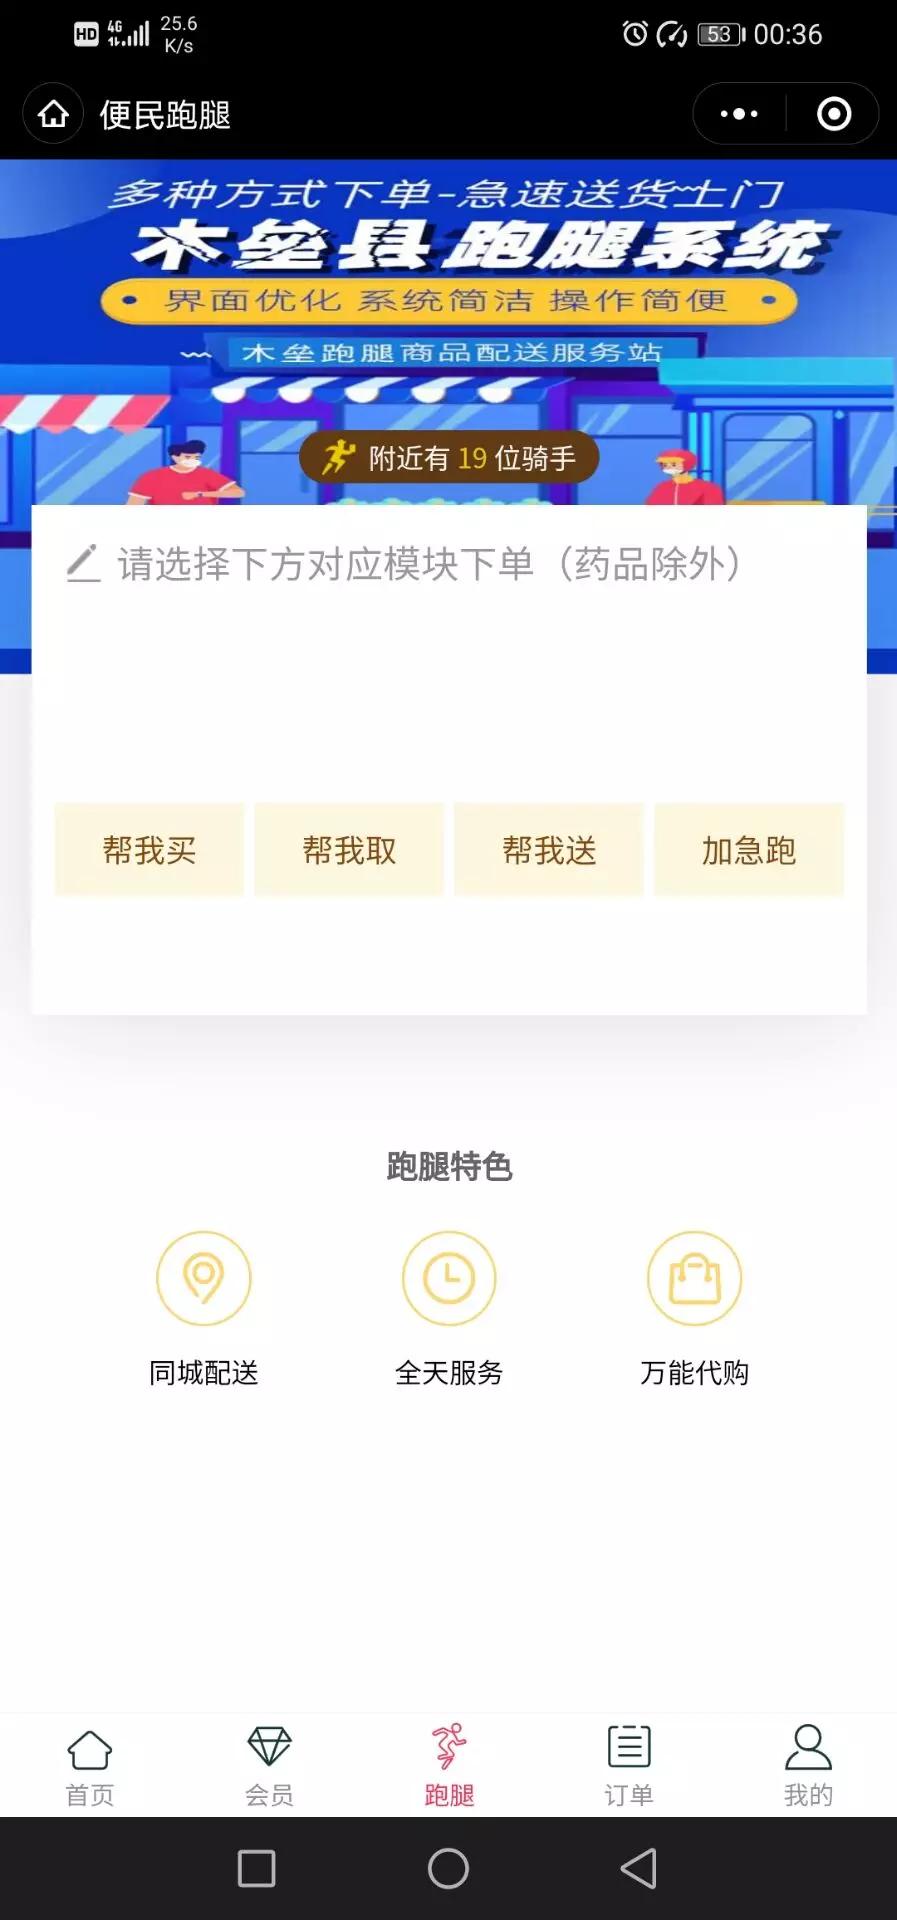 HD 4G 25.6 K/s 53 00:36
便民跑腿
多种方式下单-急速送货士门
木垒县跑腿系统
界面优化 系统简洁 操作简便
木垒跑腿商品配送服务站
附近有 19 位骑手
请选择下方对应模块下单（药品除外）
帮我买 帮我取 帮我送 加急跑
跑腿特色
同城配送 全天服务 万能代购
首页 会员 跑腿 订单 我的